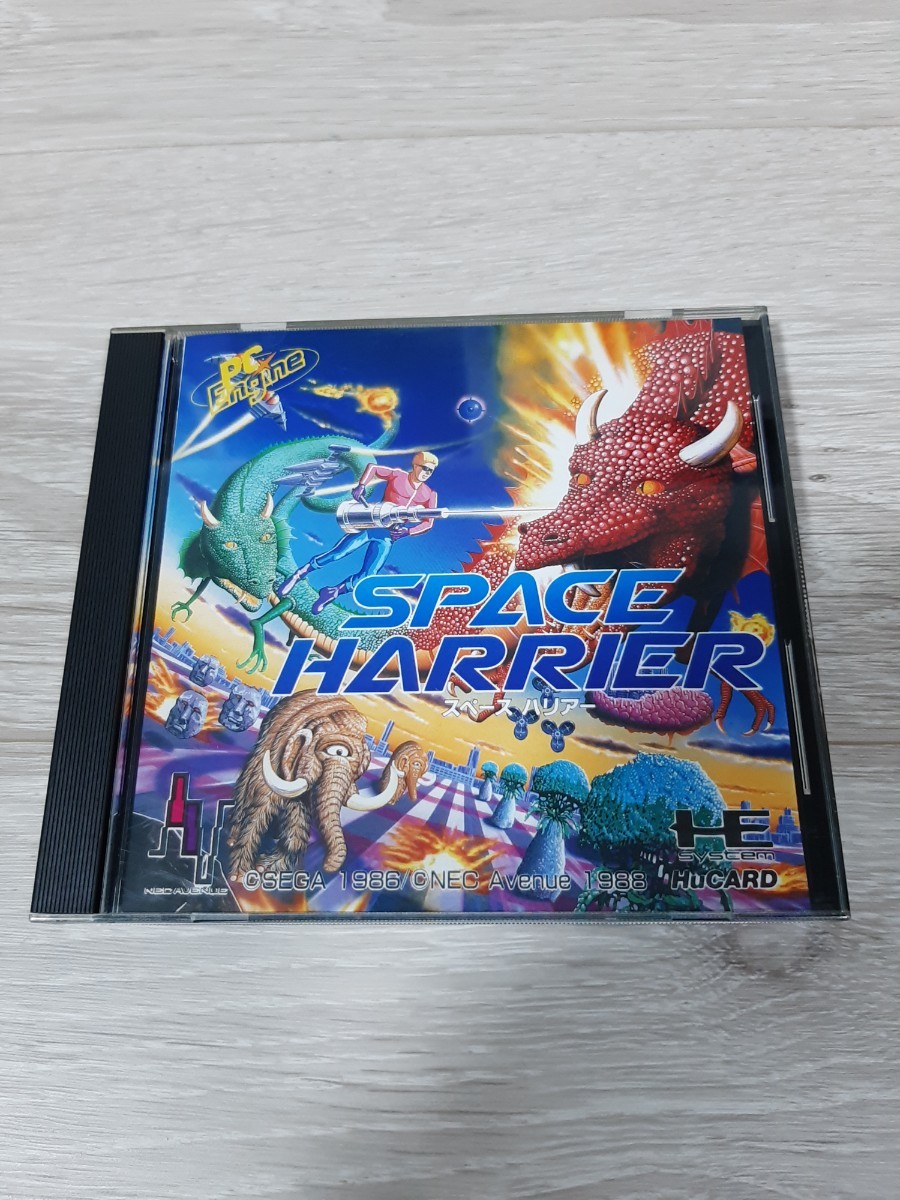 PC
Engine
SPACE
HARRIER
スペース ハリアー
HE
SYSTEM
NEC AVENUE
©SEGA 1986/©NEC Avenue 1988
HuCARD